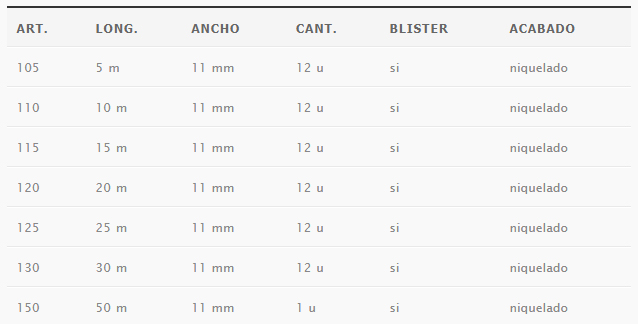 ART. LONG. ANCHO CANT. BLISTER ACABADO
105 5 m 11 mm 12 u si niquelado
110 10 m 11 mm 12 u si niquelado
115 15 m 11 mm 12 u si niquelado
120 20 m 11 mm 12 u si niquelado
125 25 m 11 mm 12 u si niquelado
130 30 m 11 mm 12 u si niquelado
150 50 m 11 mm 1 u si niquelado